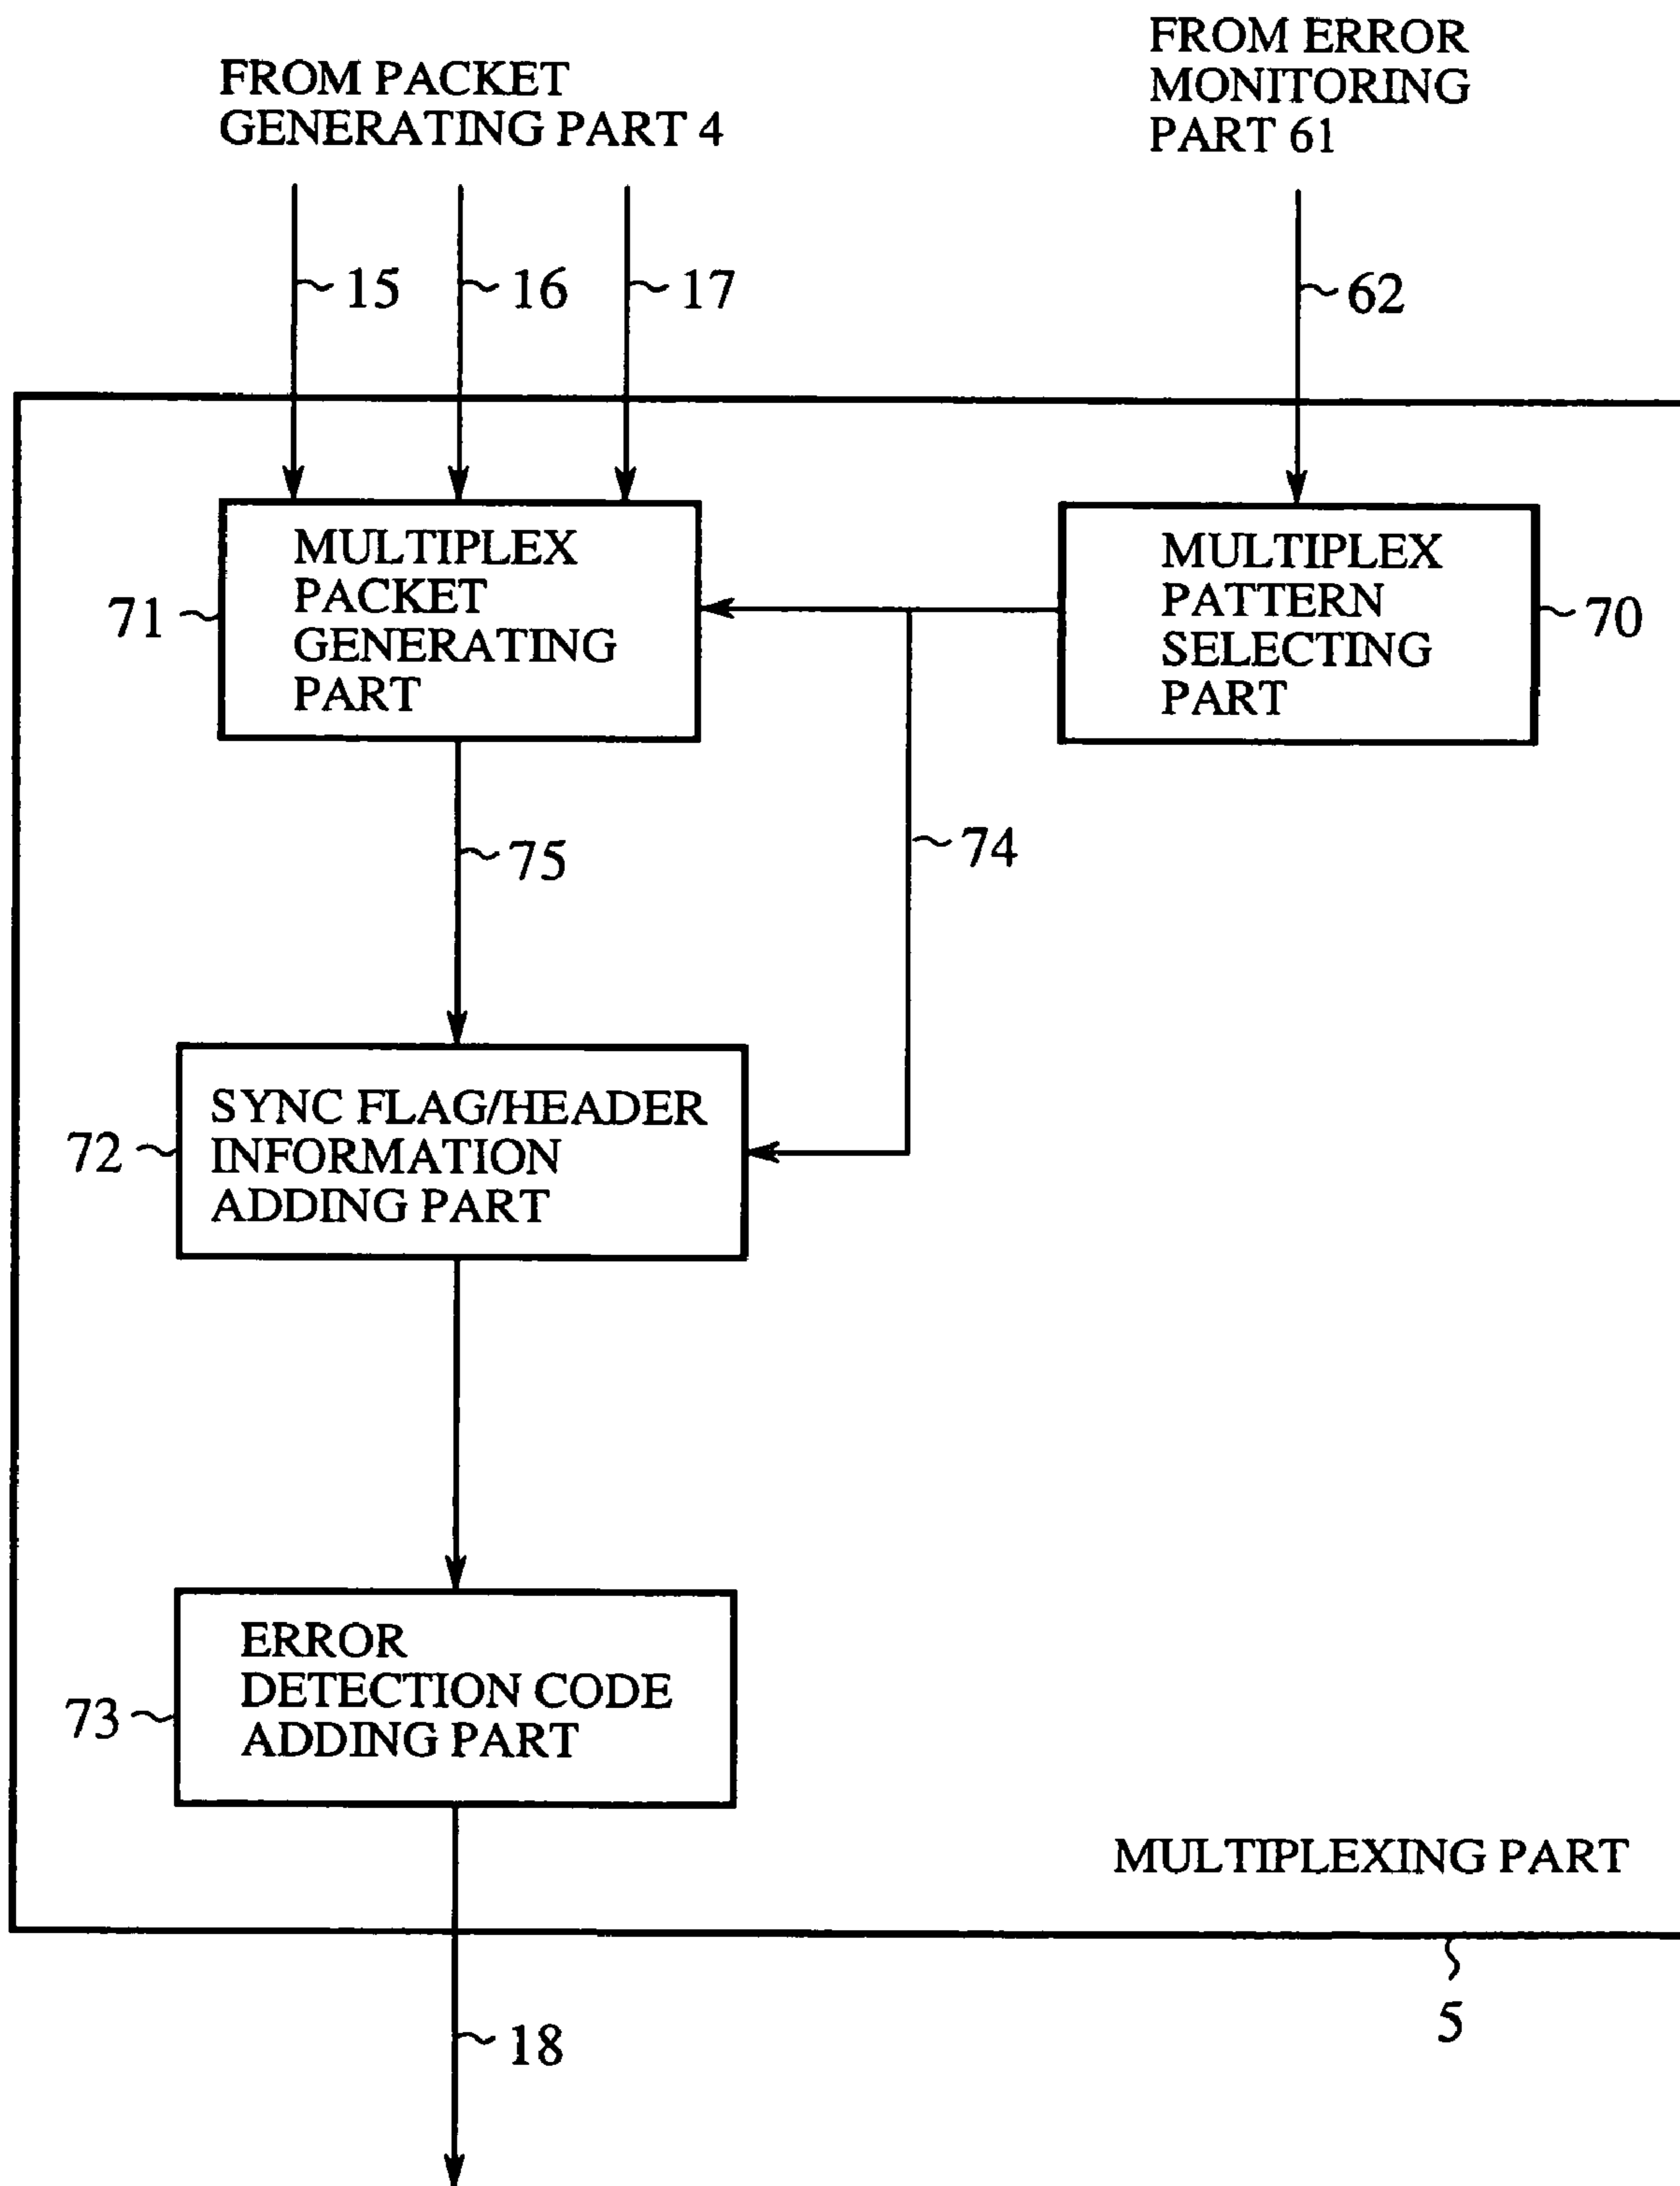 FROM PACKET
GENERATING PART 4
FROM ERROR
MONITORING
PART 61
15
16
17
62
MULTIPLEX
PACKET
GENERATING
PART
71
MULTIPLEX
PATTERN
SELECTING
PART
70
75
74
SYNC FLAG/HEADER
INFORMATION
ADDING PART
72
ERROR
DETECTION CODE
ADDING PART
73
MULTIPLEXING PART
5
18